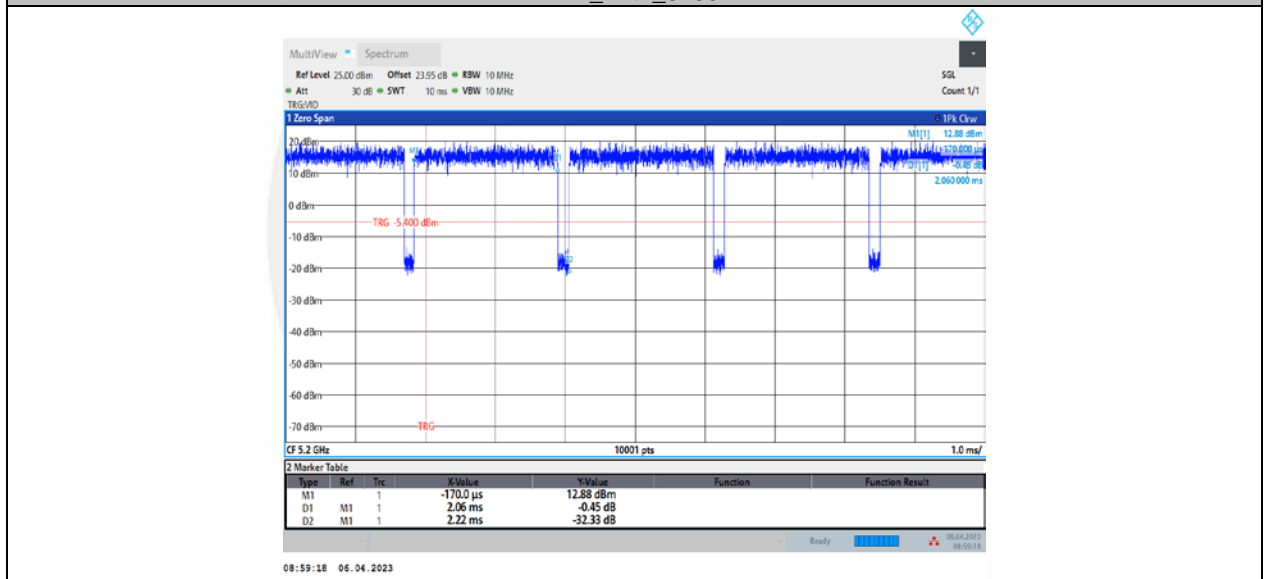 MultiView Spectrum
Ref Level 25.00 dBm Offset 23.95 dB RBW 10 MHz SGL
Att 30 dB SWT 10 ms VBW 10 MHz Count 1/1
TRG:VID
1 Zero Span 1Pk Clrw
M1[1] 12.88 dBm
20 dBm
-170.000 µs
D1[1] -0.45 dB
10 dBm
2.060000 ms
0 dBm
TRG -5.400 dBm
-10 dBm
-20 dBm
-30 dBm
-40 dBm
-50 dBm
-60 dBm
-70 dBm TRG
CF 5.2 GHz 10001 pts 1.0 ms/
2 Marker Table
Type Ref Trc X-Value Y-Value Function Function Result
M1 1 -170.0 µs 12.88 dBm
D1 M1 1 2.06 ms -0.45 dB
D2 M1 1 2.22 ms -32.33 dB
Ready 06.04.2023
08:59:18
08:59:18 06.04.2023